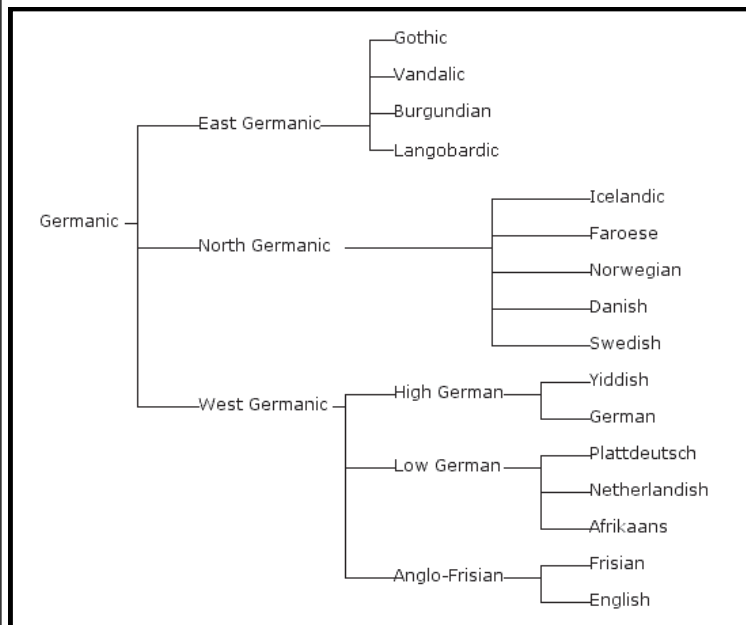 Gothic
Vandalic
East Germanic
Burgundian
Langobardic
Germanic
Icelandic
Faroese
North Germanic
Norwegian
Danish
Swedish
West Germanic
High German
Yiddish
German
Low German
Plattdeutsch
Netherlandish
Afrikaans
Anglo-Frisian
Frisian
English